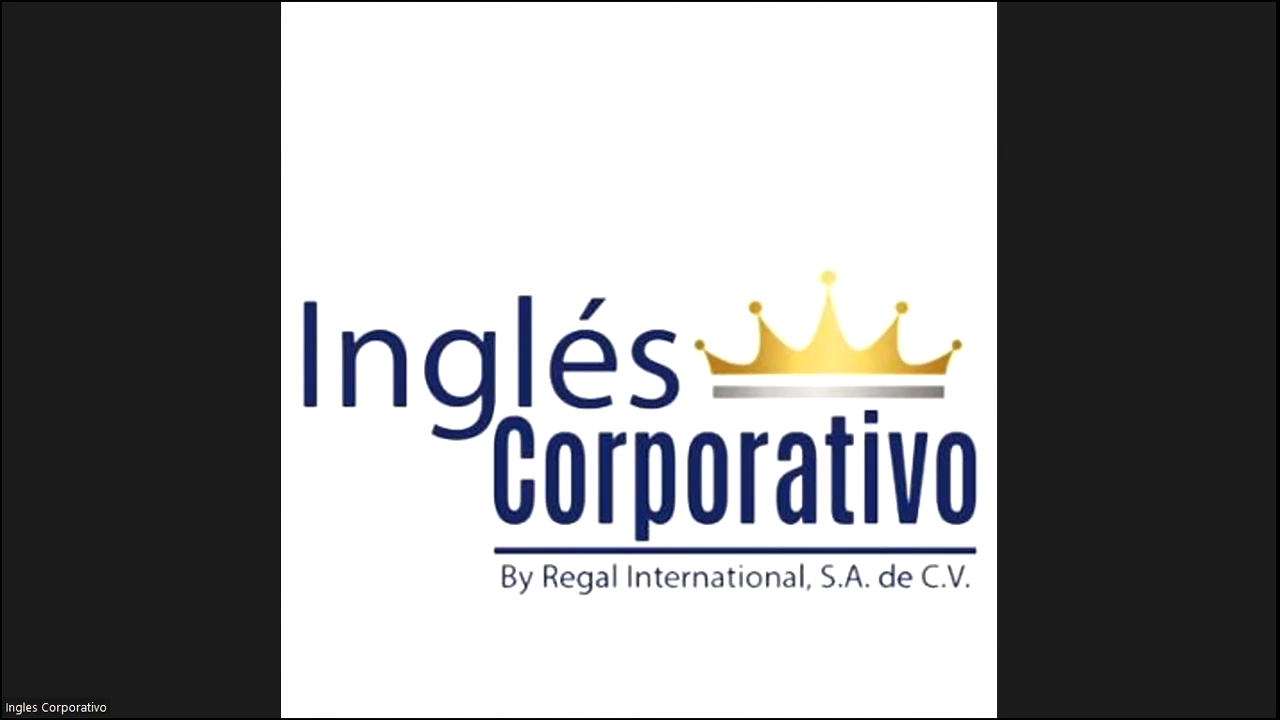 Inglés
Corporativo
By Regal International, S.A. de C.V.
Ingles Corporativo